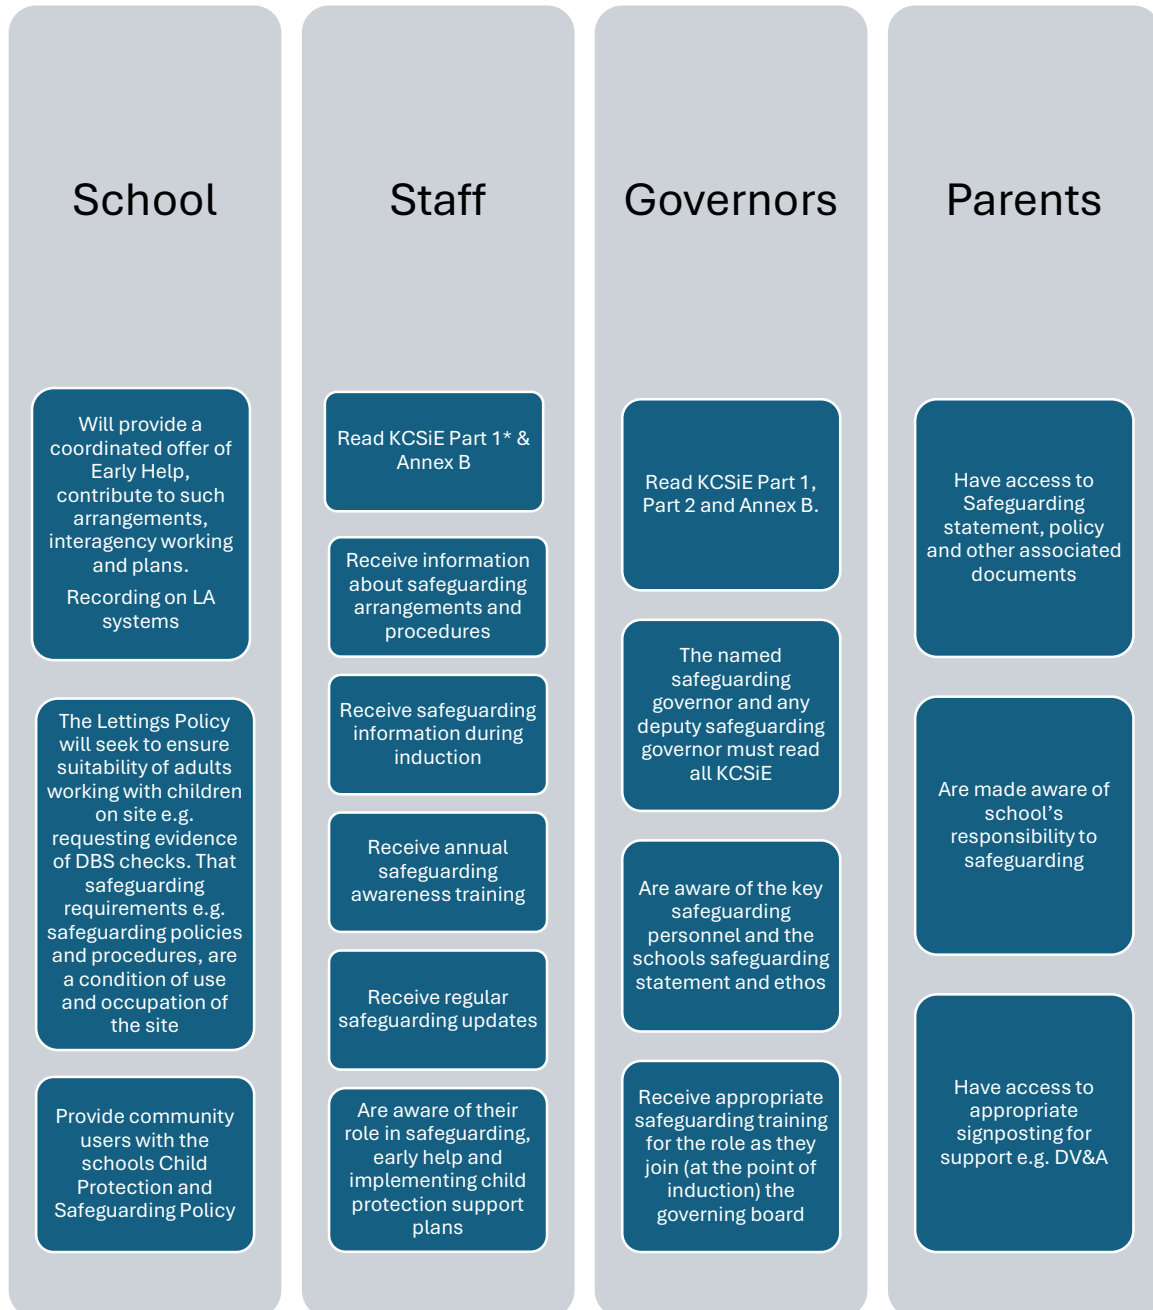 School
Will provide a
coordinated offer of
Early Help,
contribute to such
arrangements,
interagency working
and plans.
Recording on LA
systems
The Lettings Policy
will seek to ensure
suitability of adults
working with children
on site e.g.
requesting evidence
of DBS checks. That
safeguarding
requirements e.g.
safeguarding policies
and procedures, are
a condition of use
and occupation of
the site
Provide community
users with the
schools Child
Protection and
Safeguarding Policy
Staff
Read KCSiE Part 1* &
Annex B
Receive information
about safeguarding
arrangements and
procedures
Receive safeguarding
information during
induction
Receive annual
safeguarding
awareness training
Receive regular
safeguarding updates
Are aware of their
role in safeguarding,
early help and
implementing child
protection support
plans
Governors
Read KCSiE Part 1,
Part 2 and Annex B.
The named
safeguarding
governor and any
deputy safeguarding
governor must read
all KCSiE
Are aware of the key
safeguarding
personnel and the
schools safeguarding
statement and ethos
Receive appropriate
safeguarding training
for the role as they
join (at the point of
induction) the
governing board
Parents
Have access to
Safeguarding
statement, policy
and other associated
documents
Are made aware of
school’s
responsibility to
safeguarding
Have access to
appropriate
signposting for
support e.g. DV&A